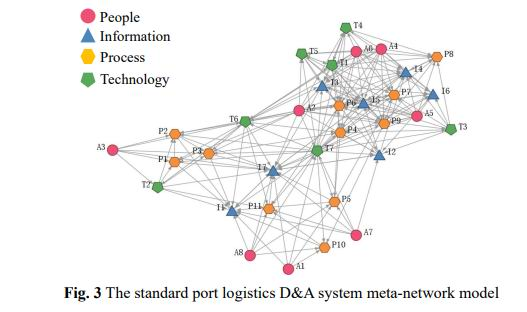 People
Information
Process
Technology
T4
A6
A4
T5
P8
T1
I4
I3
P7
I6
P6
I5
A2
A5
T6
P9
T3
P4
P2
A3
P3
T7
I2
P1
I7
T2
P5
I1
P11
A7
P10
A8
A1
Fig. 3 The standard port logistics D&A system meta-network model